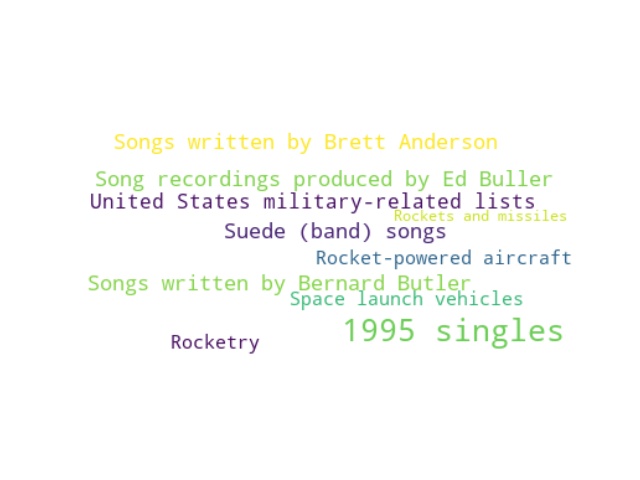 Songs written by Brett Anderson
Song recordings produced by Ed Buller
United States military-related lists
Rockets and missiles
Suede (band) songs
Rocket-powered aircraft
Songs written by Bernard Butler
Space launch vehicles
1995 singles
Rocketry